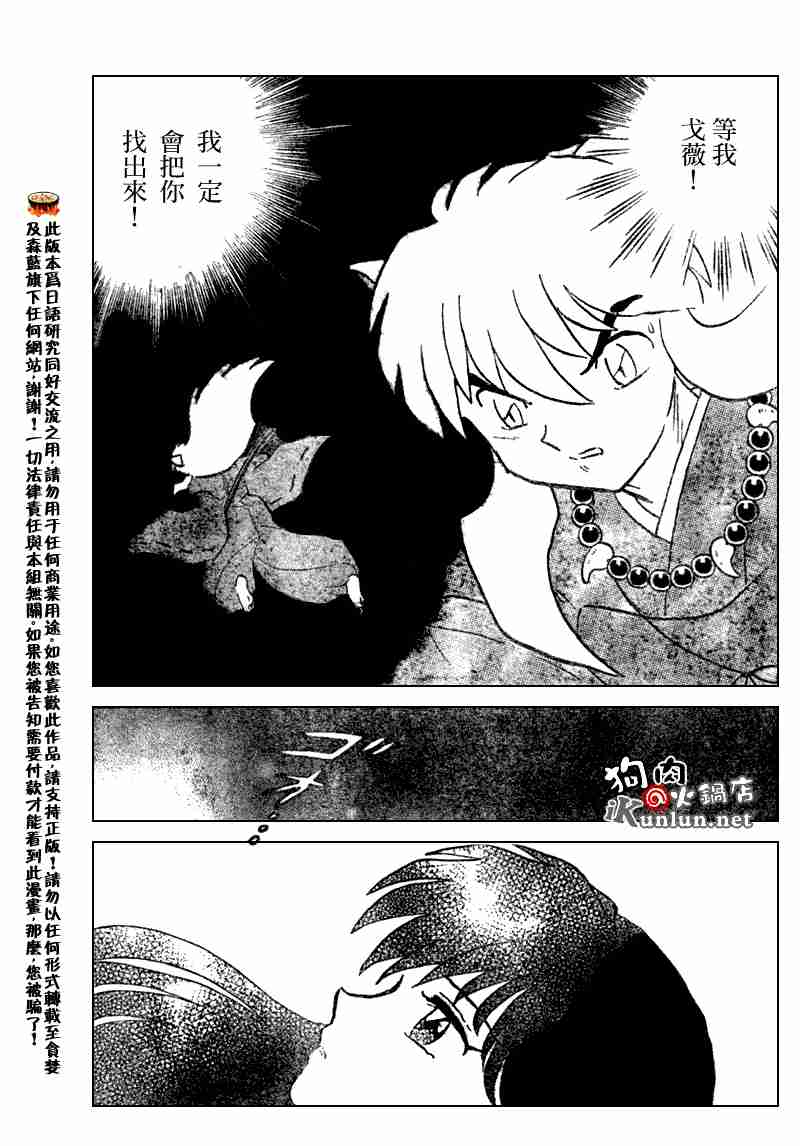 等我
戈薇！
我一定
會把你
找出來！
狗肉火鍋店
iKunlun.net
此版本爲日語研究同好交流之用，請勿用于任何商業用途。如您喜歡此作品，請支持正版！請勿以任何形式轉載至貪婪
及森藍旗下任何網站，謝謝！一切法律責任與本組無關。如果您被告知需要付款才能看到此漫畫，那麽，您被騙了！